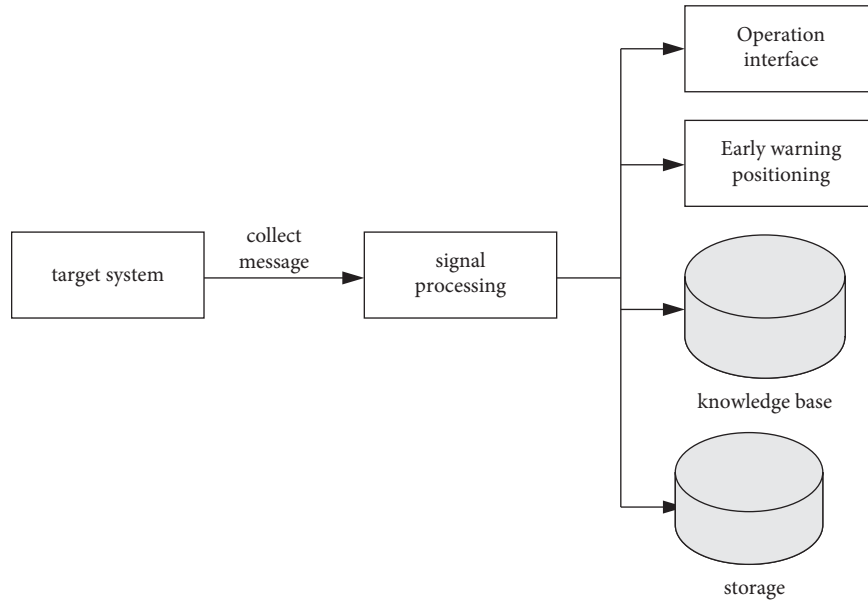 Operation
interface
Early warning
positioning
collect
message
target system
signal
processing
knowledge base
storage